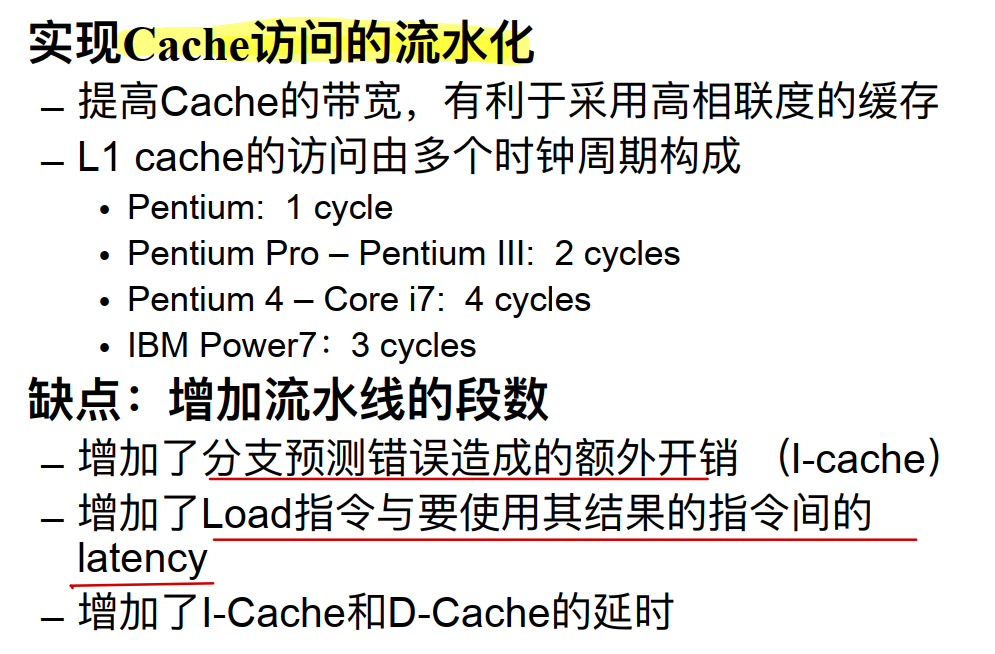 实现Cache访问的流水化
– 提高Cache的带宽，有利于采用高相联度的缓存
– L1 cache的访问由多个时钟周期构成
• Pentium: 1 cycle
• Pentium Pro – Pentium III: 2 cycles
• Pentium 4 – Core i7: 4 cycles
• IBM Power7：3 cycles
缺点：增加流水线的段数
– 增加了分支预测错误造成的额外开销 （I-cache）
– 增加了Load指令与要使用其结果的指令间的
latency
– 增加了I-Cache和D-Cache的延时